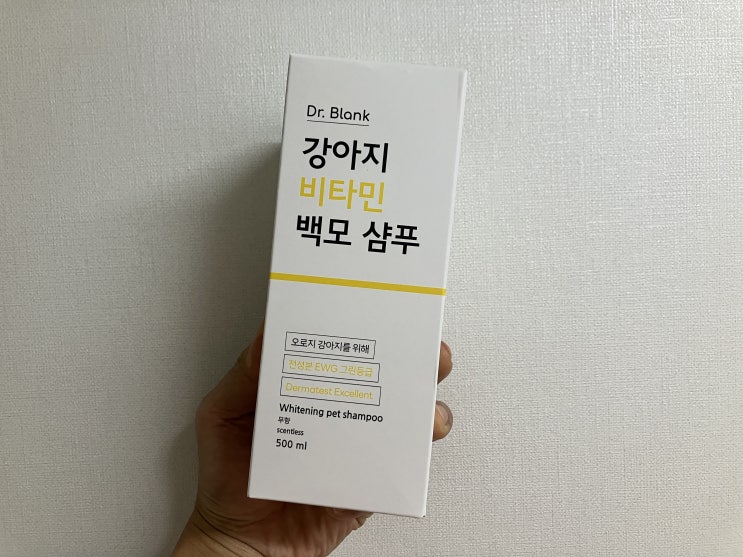 Dr. Blank
강아지
비타민
백모 샴푸
오로지 강아지를 위해
전성분 EWG 그린등급
Dermatest Excellent
Whitening pet shampoo
무향
scentless
500 ml